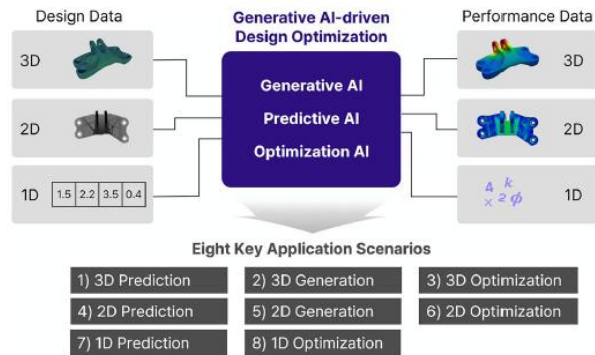 Design Data
Generative AI-driven
Design Optimization
Performance Data
3D
2D
1D
1.5 2.2 3.5 0.4
Generative AI
Predictive AI
Optimization AI
3D
2D
4 k
× 2 φ
1D
Eight Key Application Scenarios
1) 3D Prediction
2) 3D Generation
3) 3D Optimization
4) 2D Prediction
5) 2D Generation
6) 2D Optimization
7) 1D Prediction
8) 1D Optimization